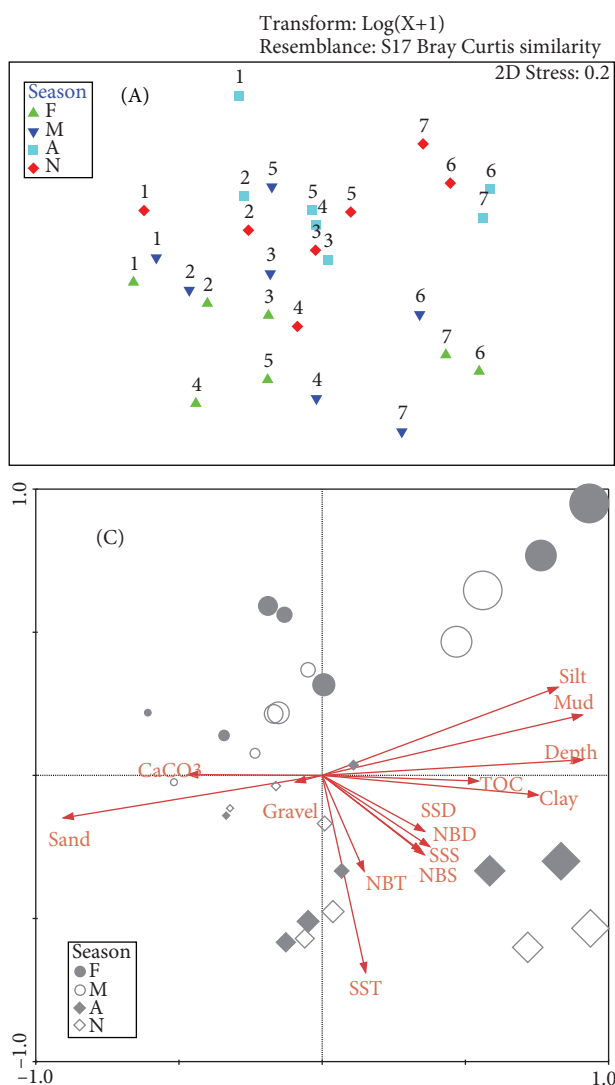 Transform: Log(X+1)
Resemblance: S17 Bray Curtis similarity
2D Stress: 0.2
Season
F
M
A
N
(A)
1
7
6
6
2
5
5
5
7
1
2
4
1
3
3
1
2
2
3
6
4
7
6
4
5
4
7
1.0
(C)
Silt
Mud
Depth
CaCO3
TOC
Clay
Gravel
SSD
Sand
NBD
SSS
NBS
NBT
SST
Season
F
M
A
N
-1.0
-1.0
1.0